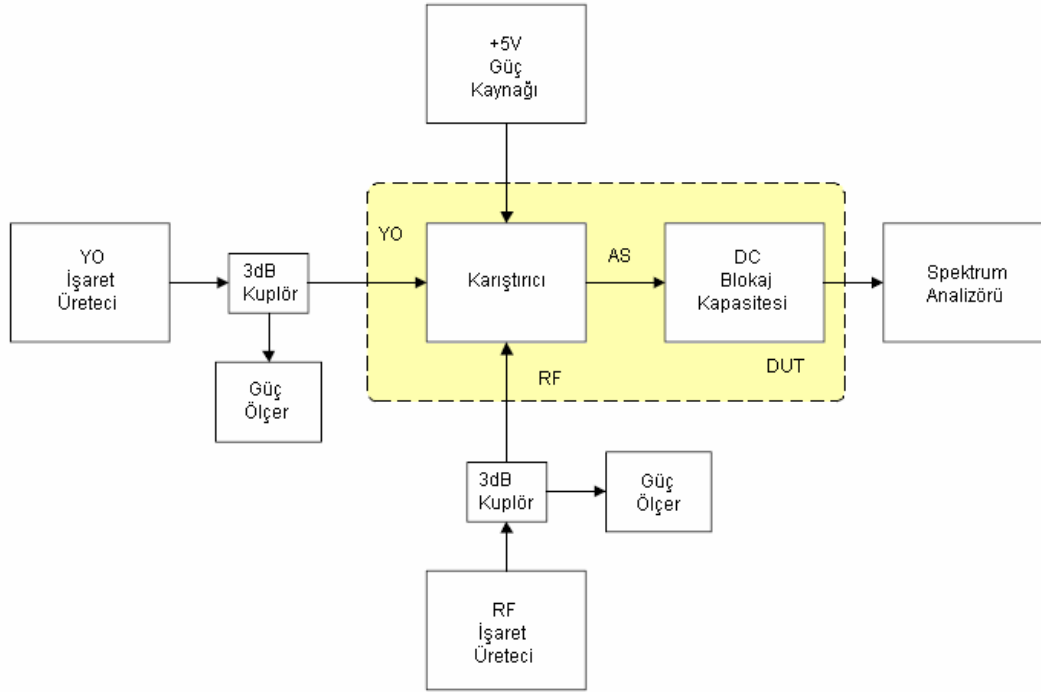 +5V
Güç
Kaynağı
YO
İşaret
Üreteci
3dB
Kuplör
Güç
Ölçer
YO
Karıştırıcı
AS
DC
Blokaj
Kapasitesi
Spektrum
Analizörü
RF
DUT
3dB
Kuplör
Güç
Ölçer
RF
İşaret
Üreteci